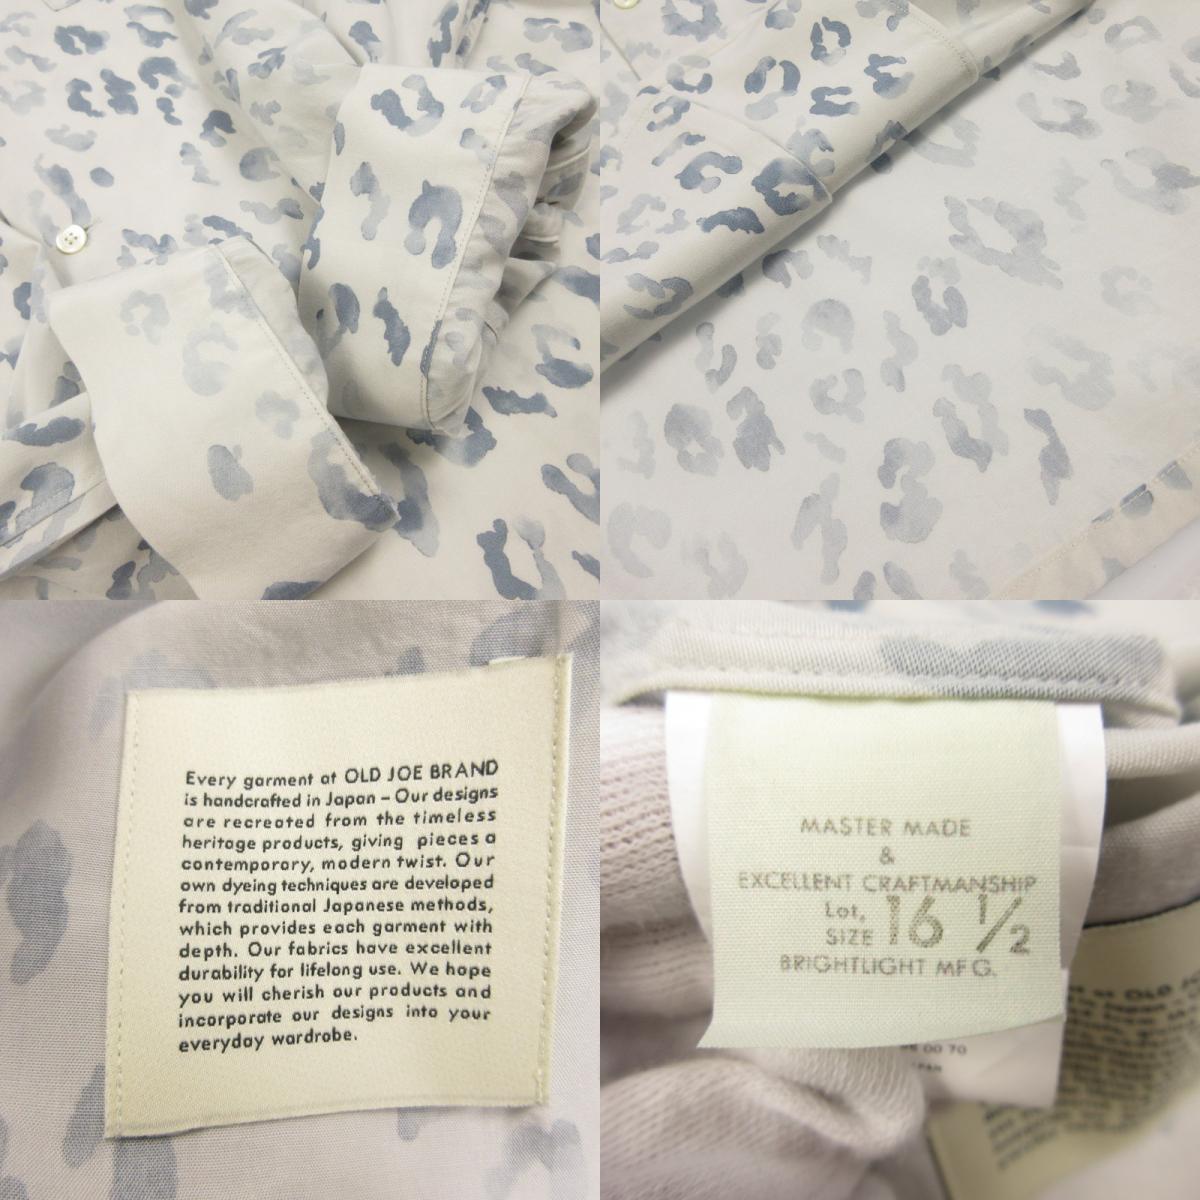 Every garment at OLD JOE BRAND
is handcrafted in Japan – Our designs
are recreated from the timeless
heritage products, giving pieces a
contemporary, modern twist. Our
own dyeing techniques are developed
from traditional Japanese methods,
which provides each garment with
depth. Our fabrics have excellent
durability for lifelong use. We hope
you will cherish our products and
incorporate our designs into your
everyday wardrobe.
MASTER MADE
&
EXCELLENT CRAFTMANSHIP
Lot,
SIZE 16 1/2
BRIGHTLIGHT MFG.
00 70
OLD